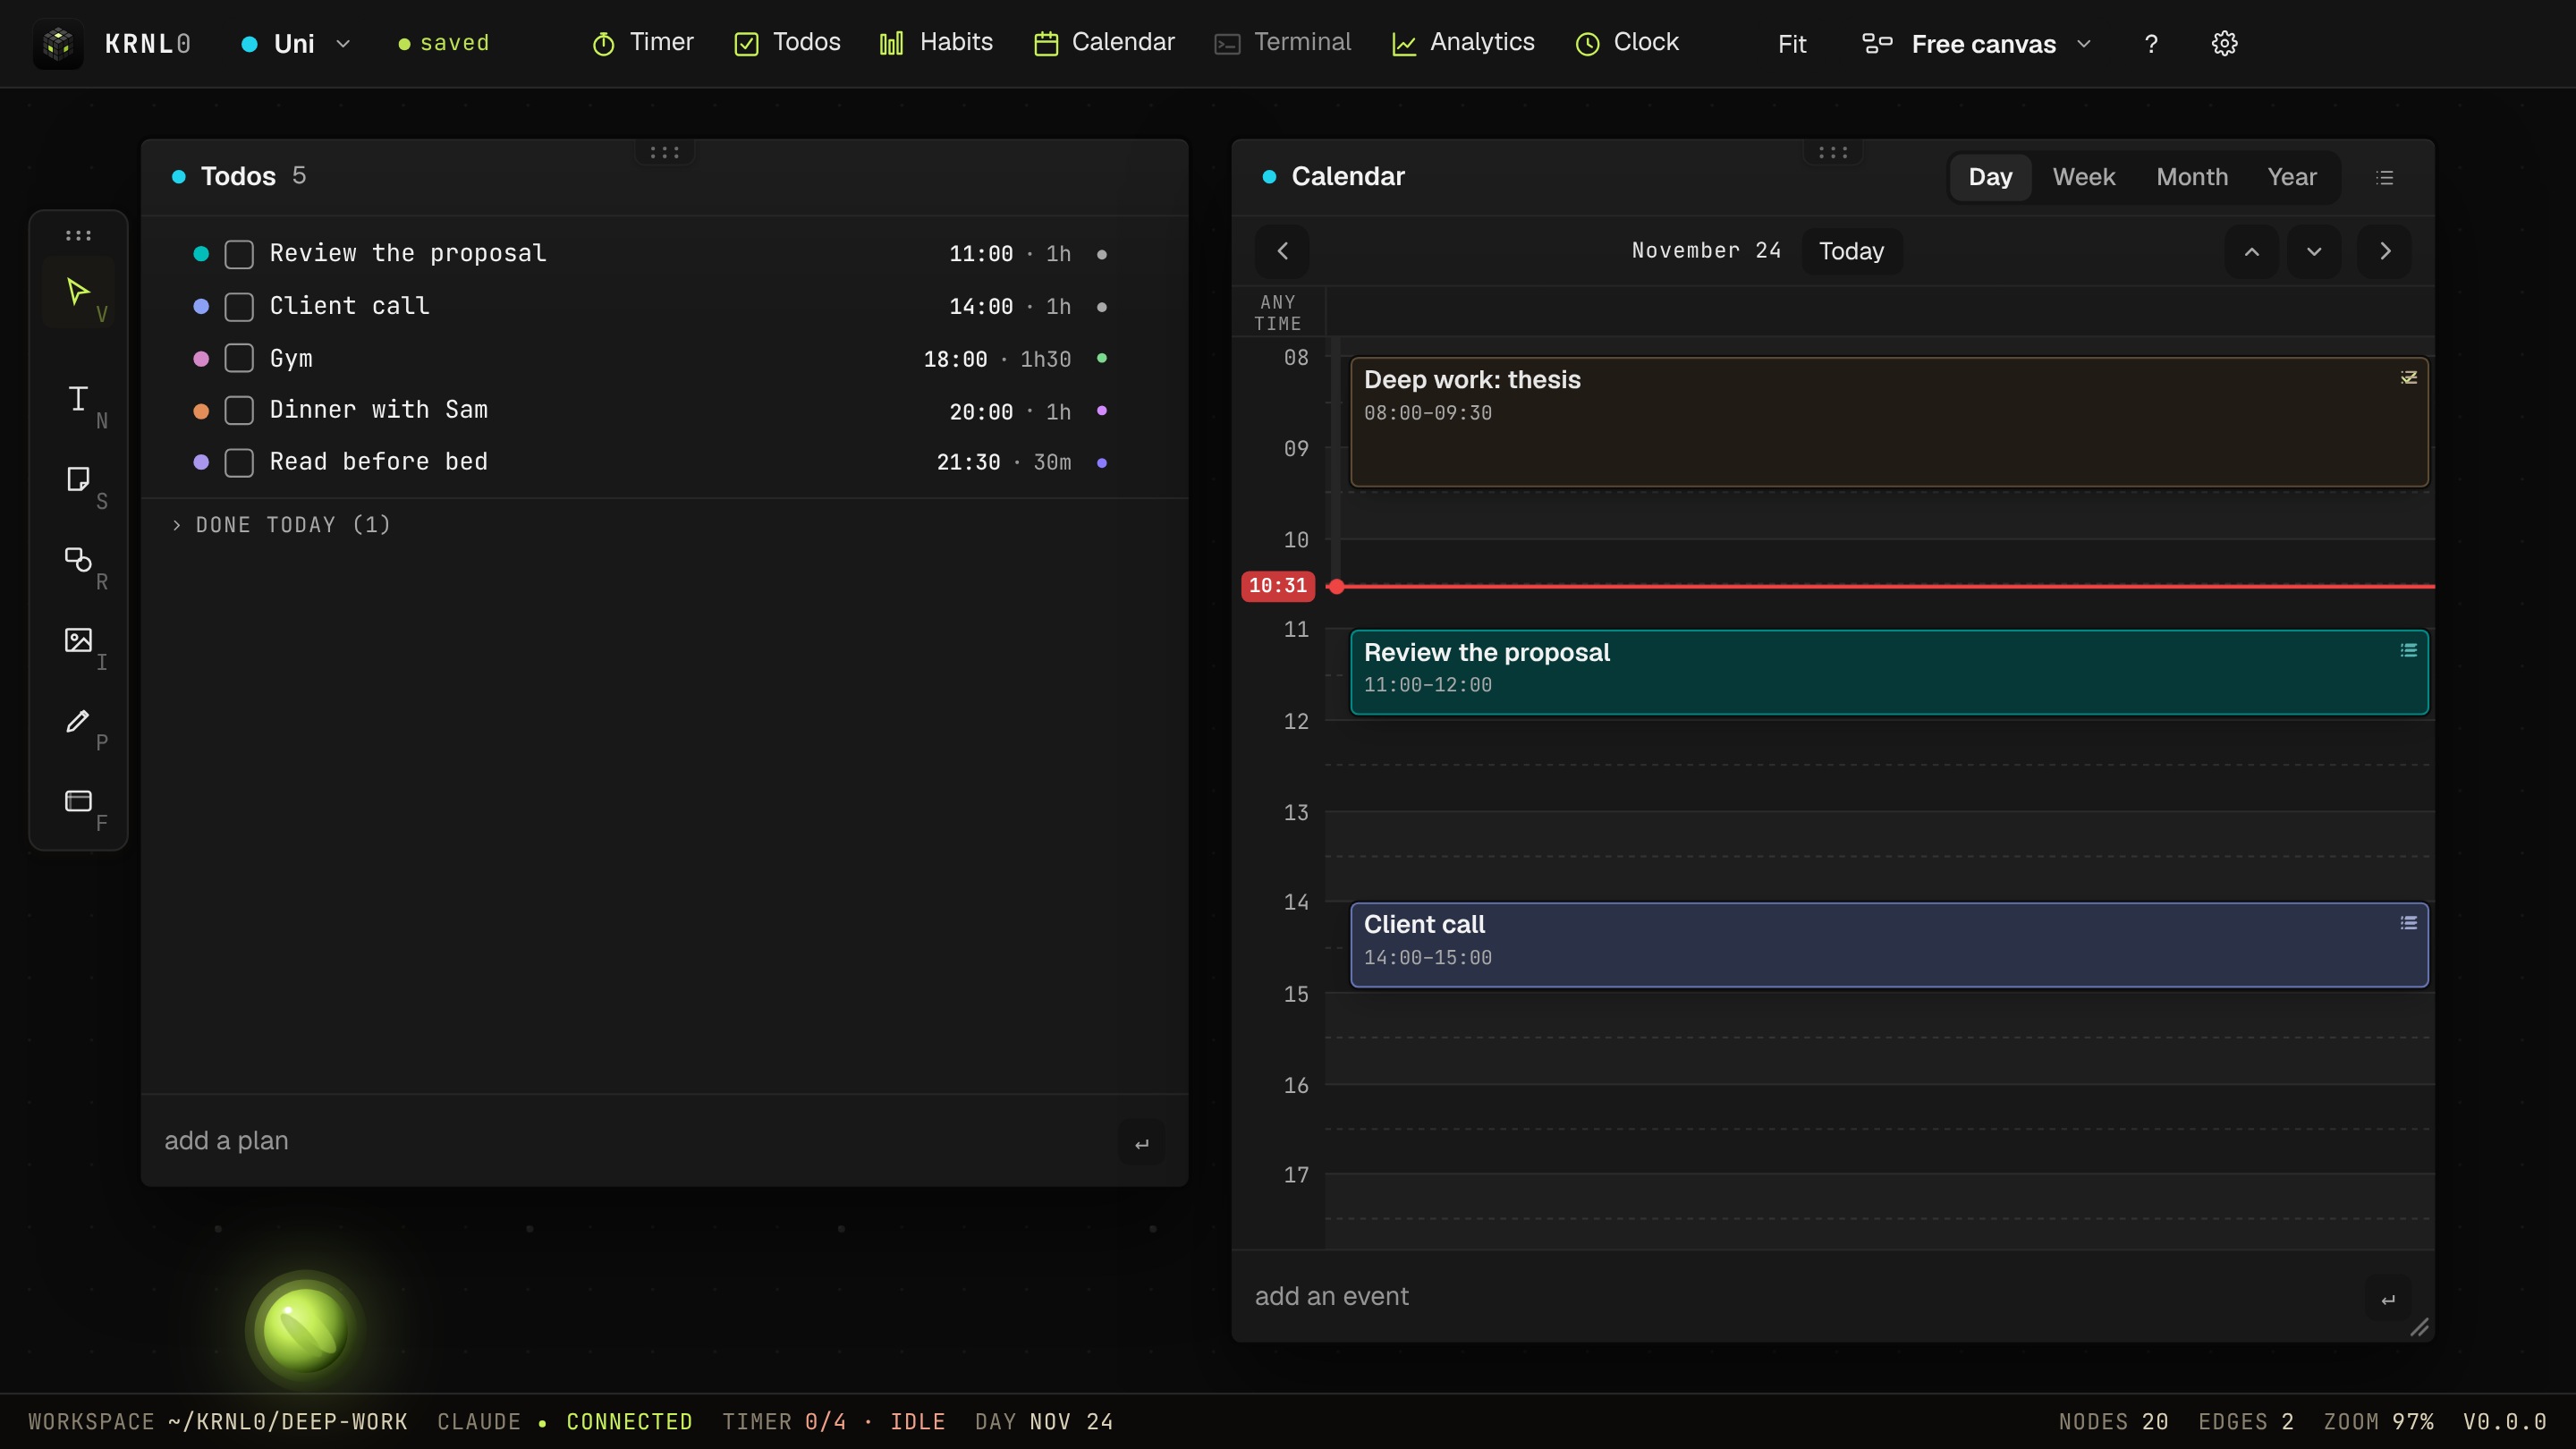 KRNL0 Uni saved Timer Todos Habits Calendar Terminal Analytics Clock Fit Free canvas ?
Todos 5
Review the proposal 11:00 · 1h
Client call 14:00 · 1h
Gym 18:00 · 1h30
Dinner with Sam 20:00 · 1h
Read before bed 21:30 · 30m
DONE TODAY (1)
add a plan
V
N
S
R
I
P
F
Calendar Day Week Month Year
November 24 Today
ANY
TIME
08
Deep work: thesis
08:00–09:30
09
10
10:31
11
Review the proposal
11:00–12:00
12
13
14
Client call
14:00–15:00
15
16
17
add an event
WORKSPACE ~/KRNL0/DEEP-WORK CLAUDE • CONNECTED TIMER 0/4 · IDLE DAY NOV 24 NODES 20 EDGES 2 ZOOM 97% V0.0.0